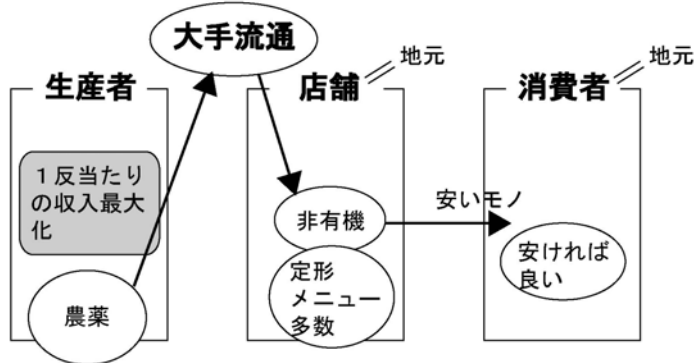 大手流通
生産者
店舗
地元
消費者
地元
１反当たり
の収入最大
化
農薬
非有機
定形
メニュー
多数
安いモノ
安ければ
良い